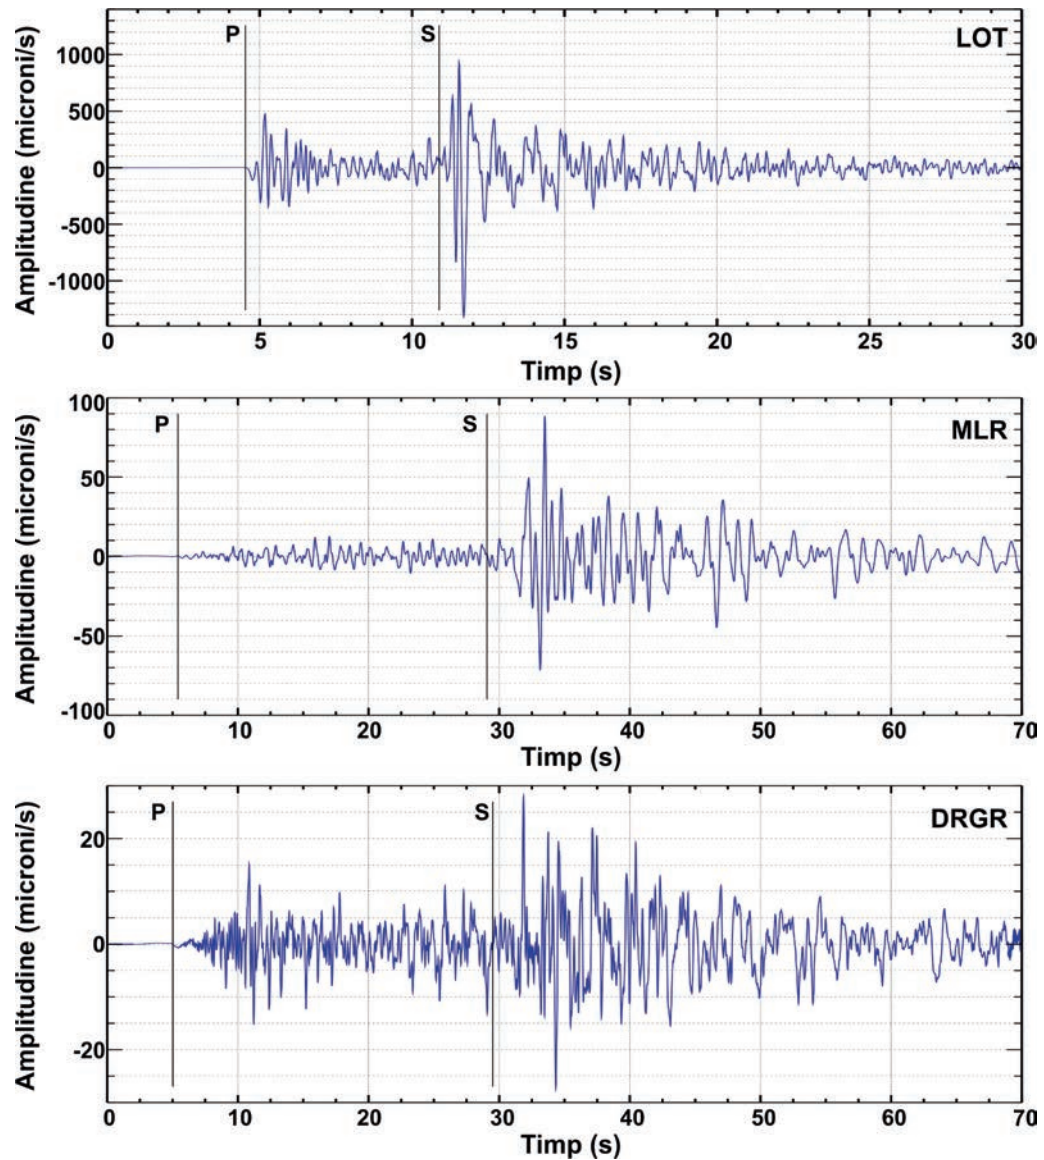 P S LOT
Amplitudine (microni/s)
1000
500
0
-500
-1000
0 5 10 15 20 25 30
Timp (s)
P S MLR
Amplitudine (microni/s)
100
50
0
-50
-100
0 10 20 30 40 50 60 70
Timp (s)
P S DRGR
Amplitudine (microni/s)
20
0
-20
0 10 20 30 40 50 60 70
Timp (s)